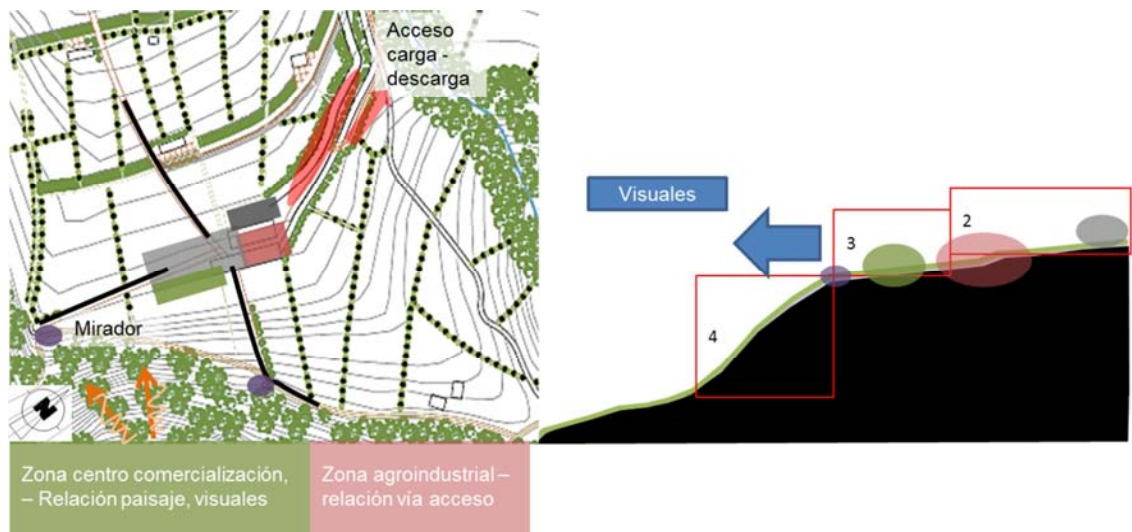 Acceso
carga -
descarga
Mirador
N
Zona centro comercialización,
– Relación paisaje, visuales
Zona agroindustrial –
relación vía acceso
Visuales
2
3
4